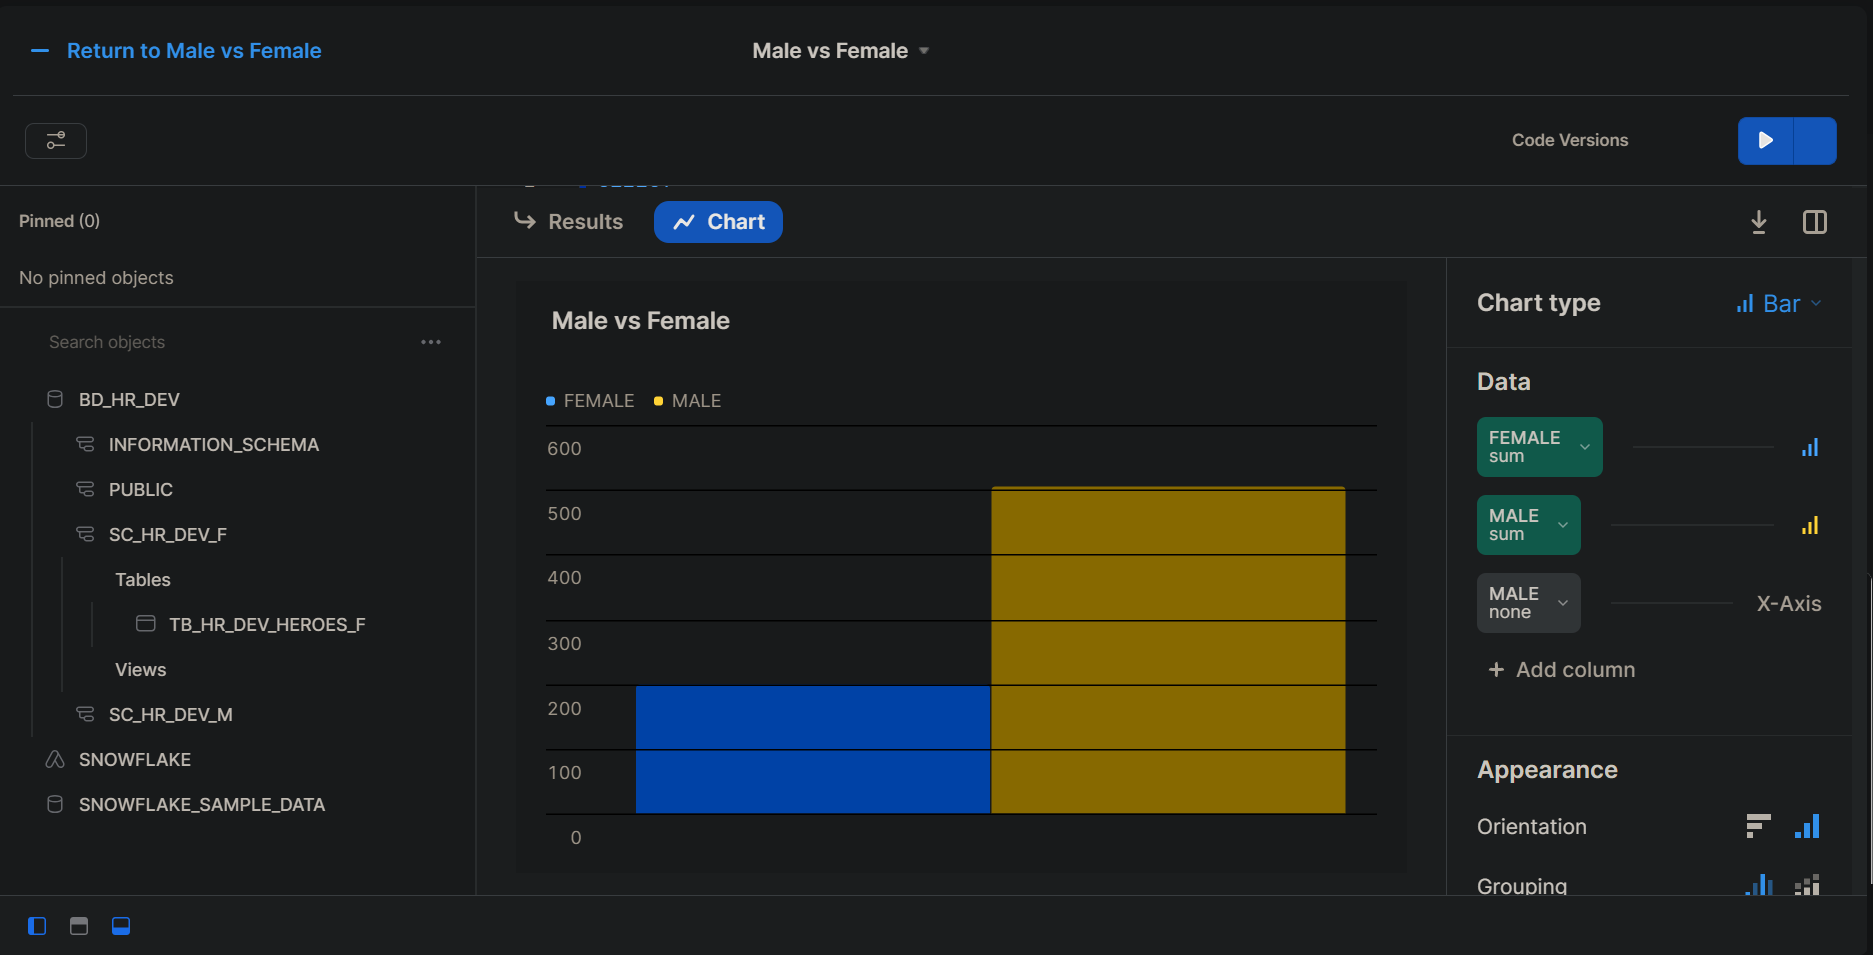 Return to Male vs Female
Male vs Female
Code Versions
Pinned (0)
No pinned objects
Search objects
BD_HR_DEV
INFORMATION_SCHEMA
PUBLIC
SC_HR_DEV_F
Tables
TB_HR_DEV_HEROES_F
Views
SC_HR_DEV_M
SNOWFLAKE
SNOWFLAKE_SAMPLE_DATA
Results
Chart
Male vs Female
FEMALE MALE
600
500
400
300
200
100
0
Chart type
Bar
Data
FEMALE
sum
MALE
sum
MALE
none
X-Axis
+ Add column
Appearance
Orientation
Grouping